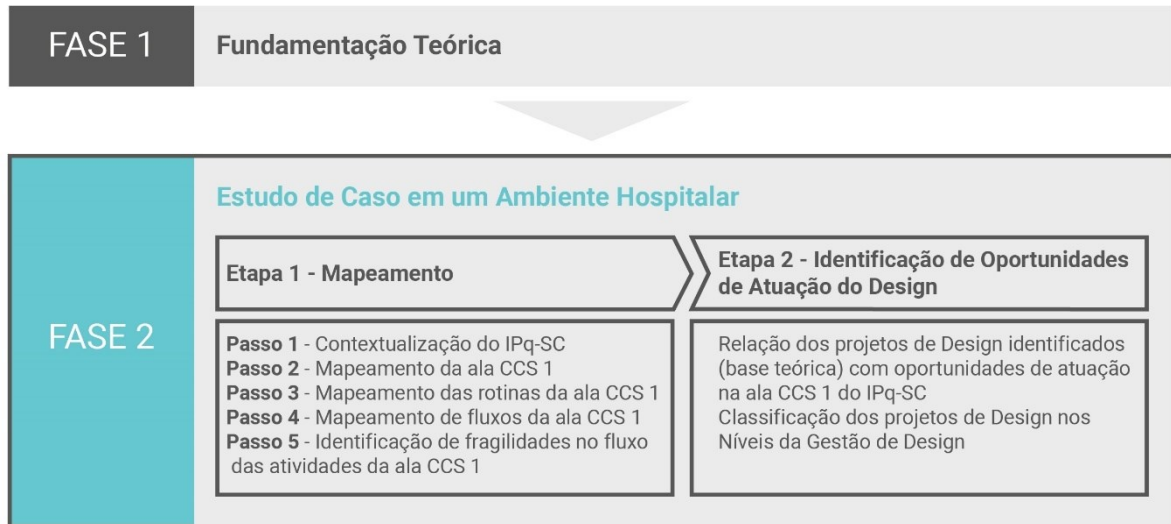 FASE 1
Fundamentação Teórica
FASE 2
Estudo de Caso em um Ambiente Hospitalar
Etapa 1 - Mapeamento
Passo 1 - Contextualização do IPq-SC
Passo 2 - Mapeamento da ala CCS 1
Passo 3 - Mapeamento das rotinas da ala CCS 1
Passo 4 - Mapeamento de fluxos da ala CCS 1
Passo 5 - Identificação de fragilidades no fluxo
das atividades da ala CCS 1
Etapa 2 - Identificação de Oportunidades
de Atuação do Design
Relação dos projetos de Design identificados
(base teórica) com oportunidades de atuação
na ala CCS 1 do IPq-SC
Classificação dos projetos de Design nos
Níveis da Gestão de Design